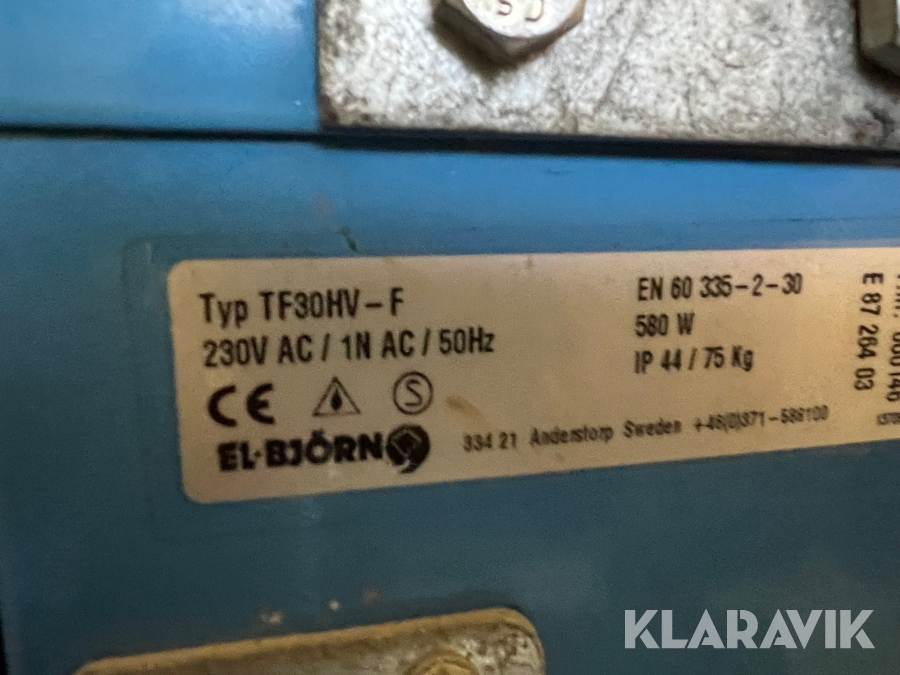 Typ TF30HV-F
230V AC / 1N AC / 50Hz
EN 60 335-2-30
580 W
IP 44 / 75 Kg
CE
S
EL·BJÖRN
334 21 Anderstorp Sweden +46(0)371-588100
E 87 264 03
KLARAVIK